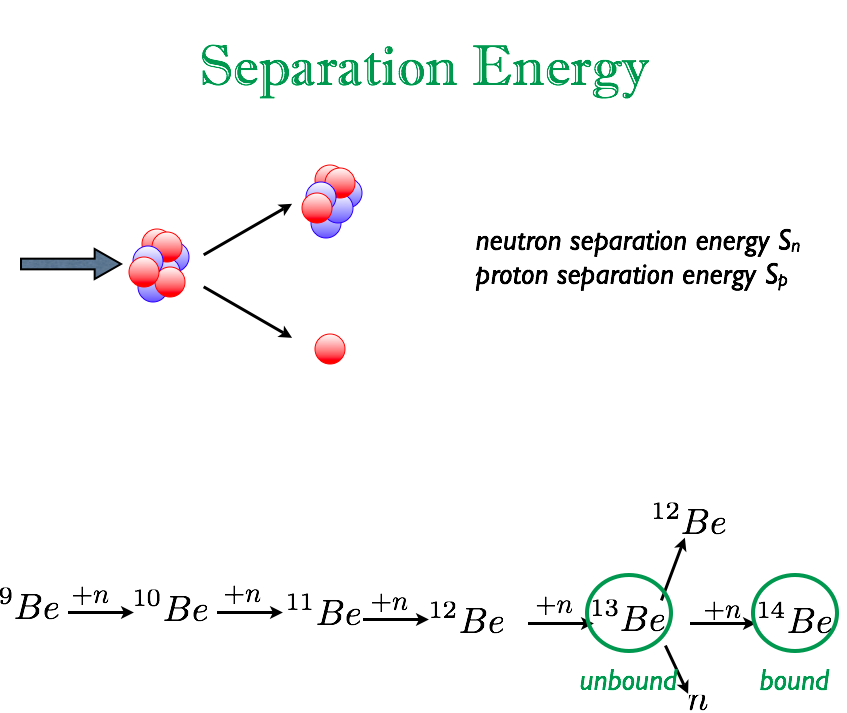 Separation Energy
neutron separation energy Sₙ
proton separation energy Sₚ
¹²Be
⁹Be +n ¹⁰Be +n ¹¹Be +n ¹²Be +n ¹³Be +n ¹⁴Be
unbound bound
n